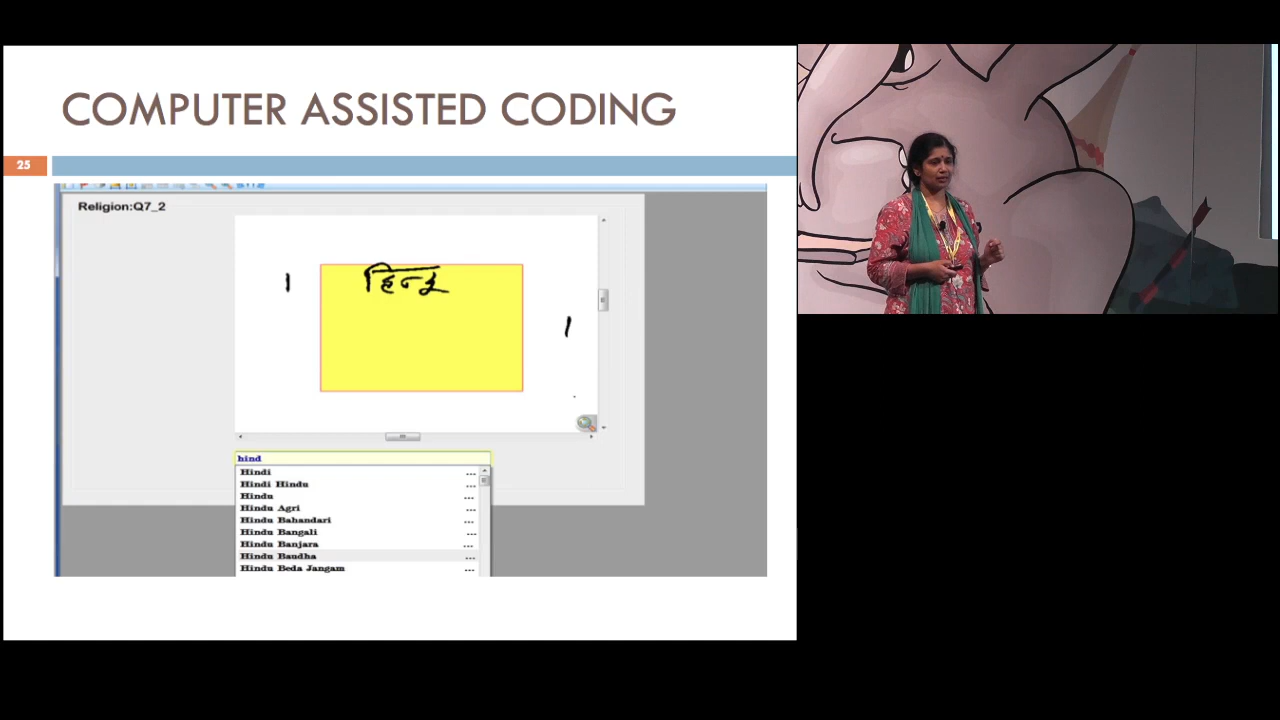 COMPUTER ASSISTED CODING
25
Religion:Q7_2
1
हिन्दू
1
hind
Hindi ...
Hindi Hindu ...
Hindu ...
Hindu Agri ...
Hindu Bahandari ...
Hindu Bangali ...
Hindu Banjara ...
Hindu Baudha ...
Hindu Beda Jangam ...